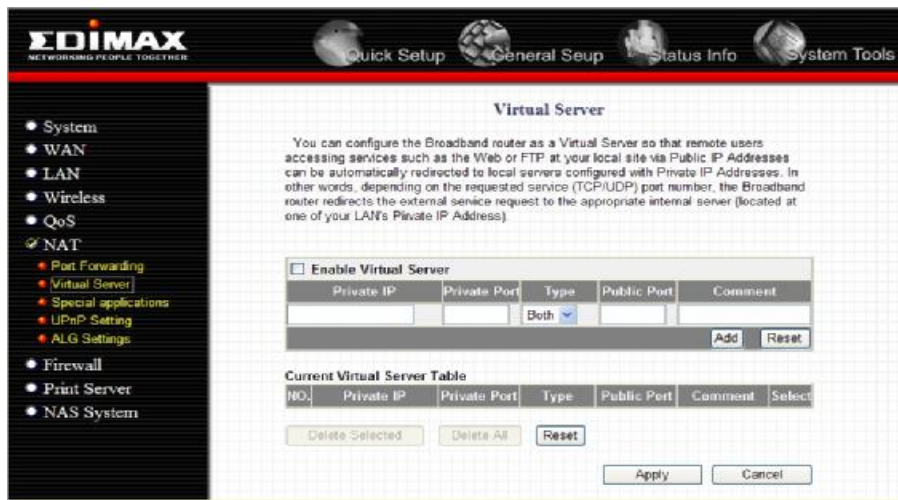 EDIMAX
NETWORKING PEOPLE TOGETHER
Quick Setup
General Seup
Status Info
System Tools
System
WAN
LAN
Wireless
QoS
NAT
Port Forwarding
Virtual Server
Special applications
UPnP Setting
ALG Settings
Firewall
Print Server
NAS System
Virtual Server
You can configure the Broadband router as a Virtual Server so that remote users
accessing services such as the Web or FTP at your local site via Public IP Addresses
can be automatically redirected to local servers configured with Private IP Addresses. In
other words, depending on the requested service (TCP/UDP) port number, the Broadband
router redirects the external service request to the appropriate internal server (located at
one of your LAN's Pirvate IP Address)
Enable Virtual Server
Private IP Private Port Type Public Port Comment
Both
Add Reset
Current Virtual Server Table
NO. Private IP Private Port Type Public Port Comment Select
Delete Selected Delete All Reset
Apply Cancel